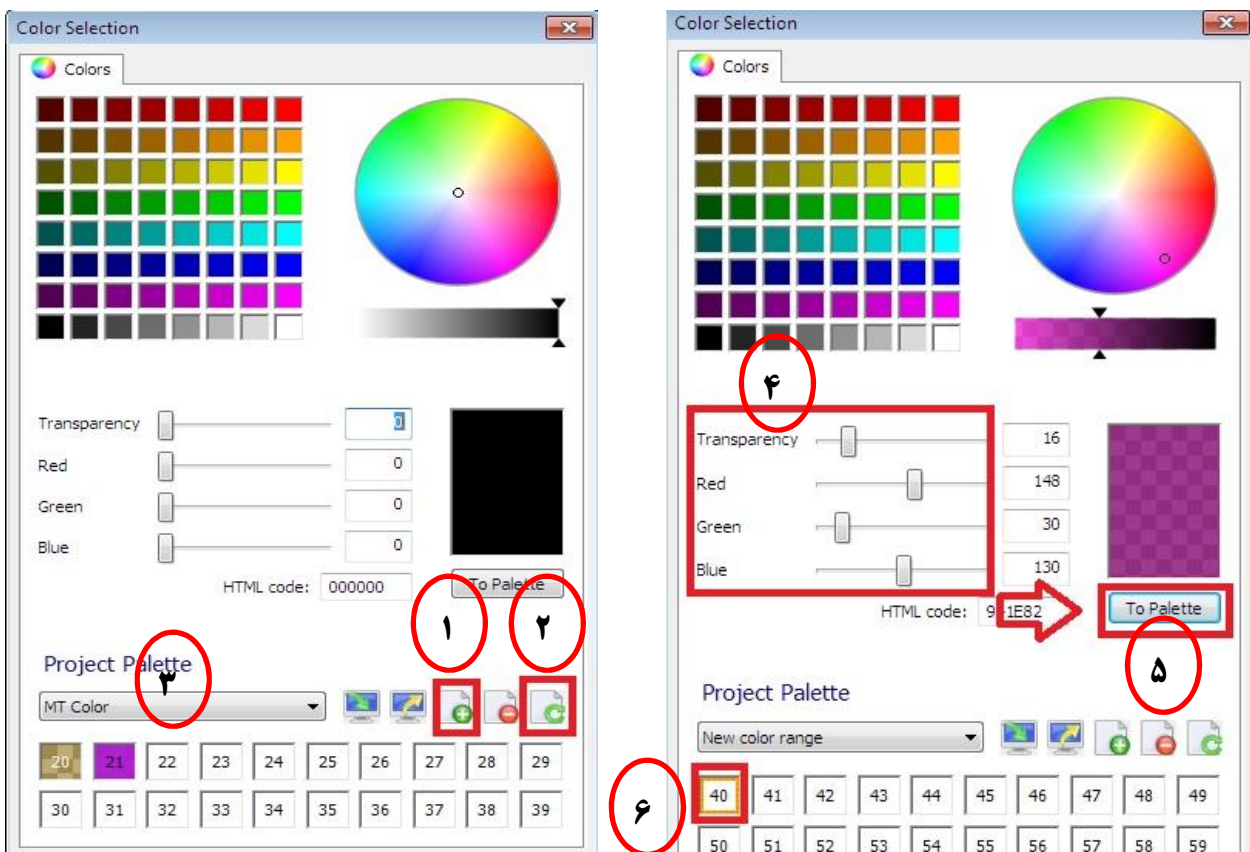 Color Selection
Colors
Transparency 0
Red 0
Green 0
Blue 0
HTML code: 000000
To Palette
۱
۲
Project Palette
۳
MT Color
20 21 22 23 24 25 26 27 28 29
30 31 32 33 34 35 36 37 38 39
Color Selection
Colors
۴
Transparency 16
Red 148
Green 30
Blue 130
HTML code:
To Palette
۵
Project Palette
New color range
۶
40 41 42 43 44 45 46 47 48 49
50 51 52 53 54 55 56 57 58 59